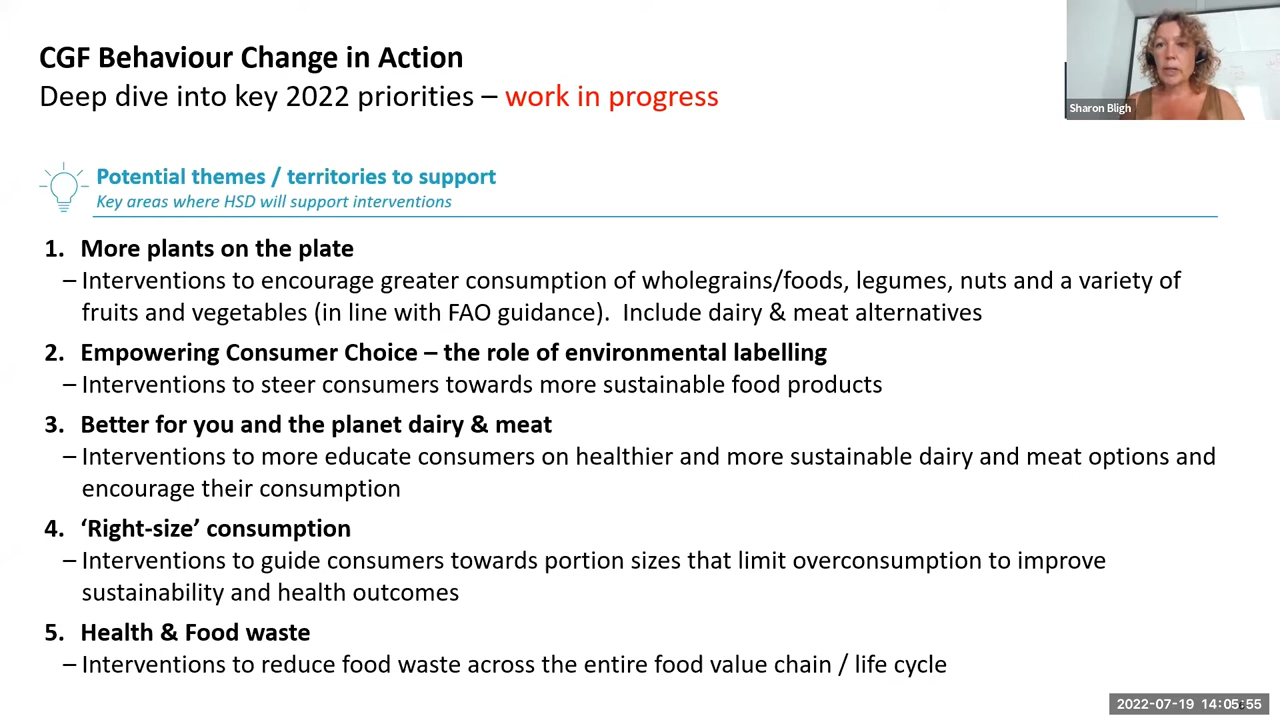 CGF Behaviour Change in Action
Deep dive into key 2022 priorities – work in progress
Sharon Bligh
Potential themes / territories to support
Key areas where HSD will support interventions
1. More plants on the plate
– Interventions to encourage greater consumption of wholegrains/foods, legumes, nuts and a variety of
fruits and vegetables (in line with FAO guidance).  Include dairy & meat alternatives
2. Empowering Consumer Choice – the role of environmental labelling
– Interventions to steer consumers towards more sustainable food products
3. Better for you and the planet dairy & meat
– Interventions to more educate consumers on healthier and more sustainable dairy and meat options and
encourage their consumption
4. ‘Right-size’ consumption
– Interventions to guide consumers towards portion sizes that limit overconsumption to improve
sustainability and health outcomes
5. Health & Food waste
– Interventions to reduce food waste across the entire food value chain / life cycle
2022-07-19 14:05:55